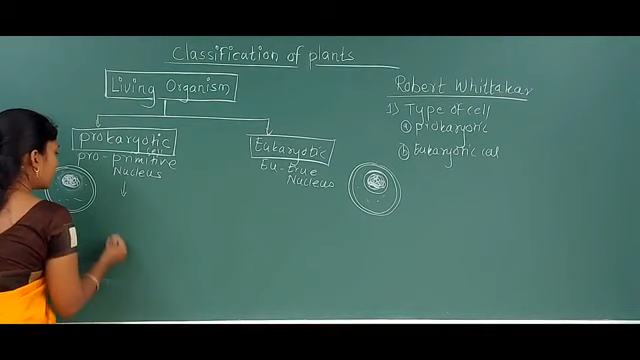 Classification of plants
Living Organism
prokaryotic
cell
pro - primitive
Nucleus
Eukaryotic
Eu - true
Nucleus
Robert Whittakar
1) Type of cell
(a) prokaryotic
(b) Eukaryotic cell